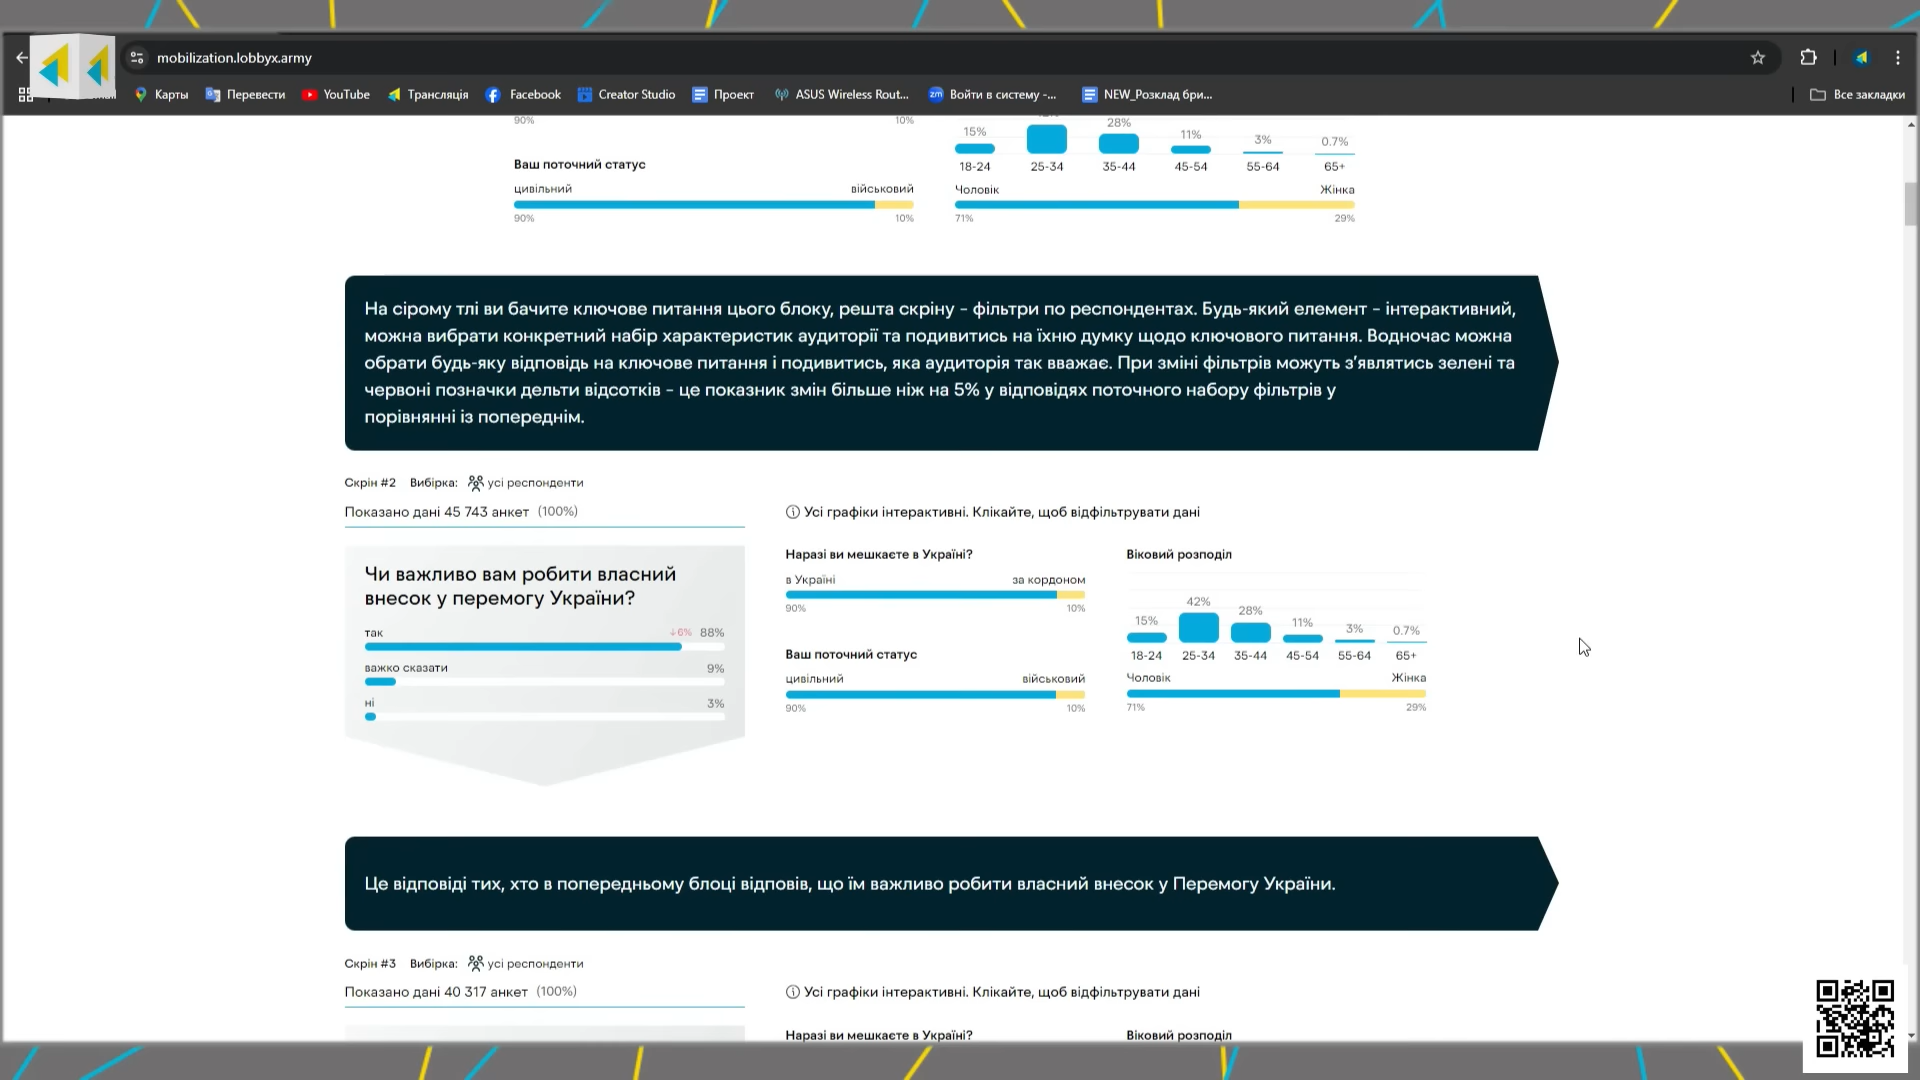 mobilization.lobbyx.army
Карты Перевести YouTube Трансляція Facebook Creator Studio Проект ASUS Wireless Rout... Войти в систему -... NEW_Розклад бри... Все закладки
90% 10%
15% 28% 11% 3% 0.7%
18-24 25-34 35-44 45-54 55-64 65+
Ваш поточний статус
цивільний військовий
90% 10%
Чоловік Жінка
71% 29%
На сірому тлі ви бачите ключове питання цього блоку, решта скріну – фільтри по респондентах. Будь-який елемент – інтерактивний,
можна вибрати конкретний набір характеристик аудиторії та подивитись на їхню думку щодо ключового питання. Водночас можна
обрати будь-яку відповідь на ключове питання і подивитись, яка аудиторія так вважає. При зміні фільтрів можуть з’являтись зелені та
червоні позначки дельти відсотків – це показник змін більше ніж на 5% у відповідях поточного набору фільтрів у
порівнянні із попереднім.
Скрін #2 Вибірка: усі респонденти
Показано дані 45 743 анкет (100%)
Усі графіки інтерактивні. Клікайте, щоб відфільтрувати дані
Чи важливо вам робити власний
внесок у перемогу України?
так ↓6% 88%
важко сказати 9%
ні 3%
Наразі ви мешкаєте в Україні?
в Україні за кордоном
90% 10%
Ваш поточний статус
цивільний військовий
90% 10%
Віковий розподіл
15% 42% 28% 11% 3% 0.7%
18-24 25-34 35-44 45-54 55-64 65+
Чоловік Жінка
71% 29%
Це відповіді тих, хто в попередньому блоці відповів, що їм важливо робити власний внесок у Перемогу України.
Скрін #3 Вибірка: усі респонденти
Показано дані 40 317 анкет (100%)
Усі графіки інтерактивні. Клікайте, щоб відфільтрувати дані
Наразі ви мешкаєте в Україні? Віковий розподіл